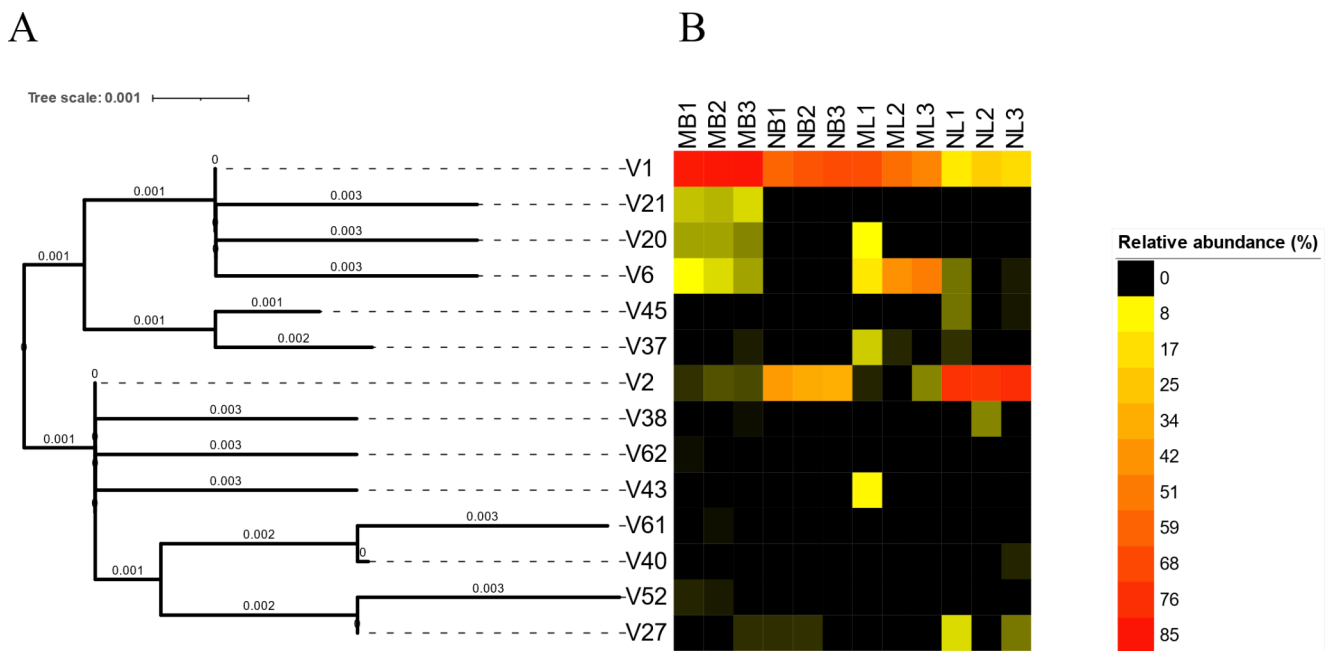 A
B
Tree scale: 0.001
MB1 MB2 MB3 NB1 NB2 NB3 ML1 ML2 ML3 NL1 NL2 NL3
0
V1
0.001
0.003
V21
0.003
V20
0.001
0.003
V6
0.001
V45
0.001
0.002
V37
0
V2
0.003
V38
0.001
0.003
V62
0.003
V43
0.003
V61
0.002
0
V40
0.001
0.003
V52
0.002
V27
Relative abundance (%)
0
8
17
25
34
42
51
59
68
76
85